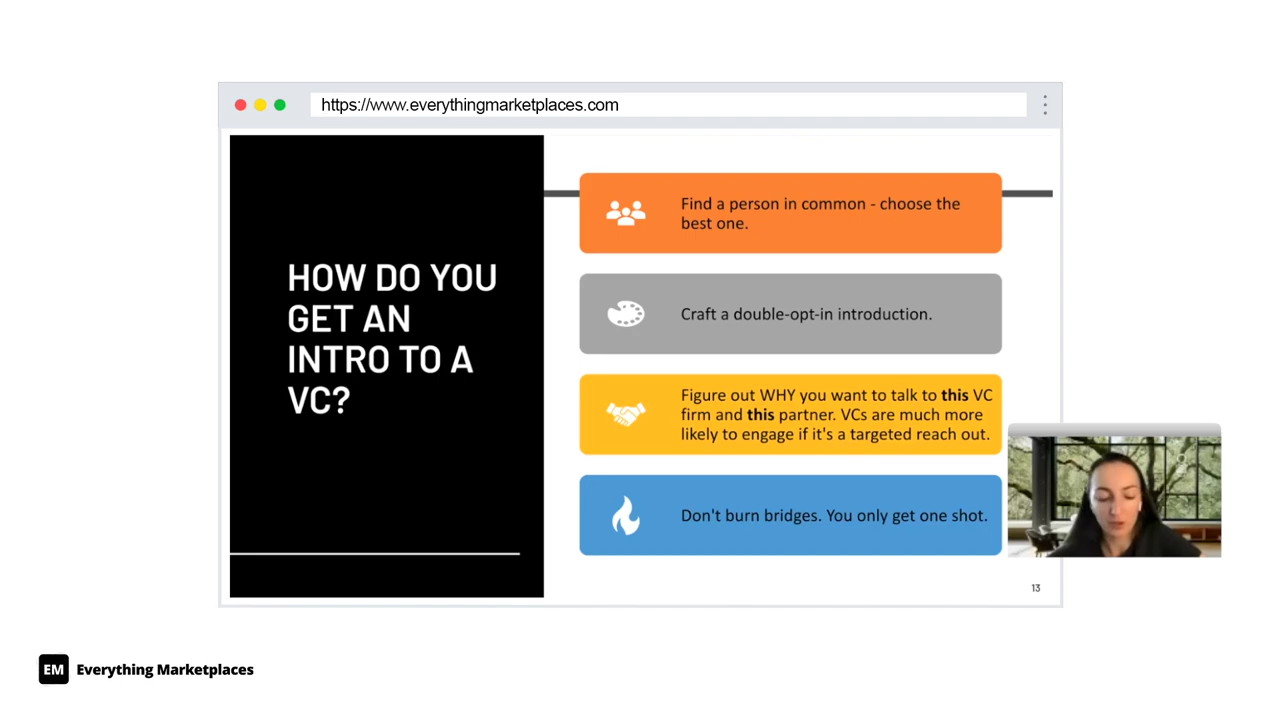 https://www.everythingmarketplaces.com
HOW DO YOU
GET AN
INTRO TO A
VC?
Find a person in common - choose the
best one.
Craft a double-opt-in introduction.
Figure out WHY you want to talk to this VC
firm and this partner. VCs are much more
likely to engage if it's a targeted reach out.
Don't burn bridges. You only get one shot.
13
EM Everything Marketplaces